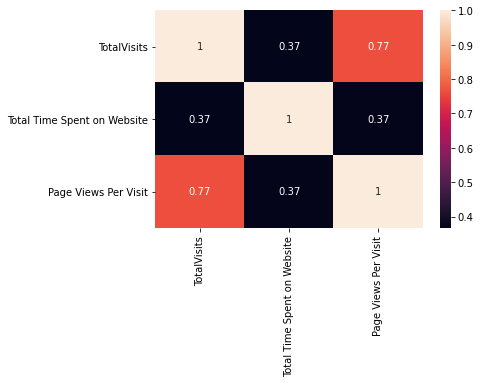 TotalVisits 1 0.37 0.77
Total Time Spent on Website 0.37 1 0.37
Page Views Per Visit 0.77 0.37 1
TotalVisits
Total Time Spent on Website
Page Views Per Visit
1.0
0.9
0.8
0.7
0.6
0.5
0.4